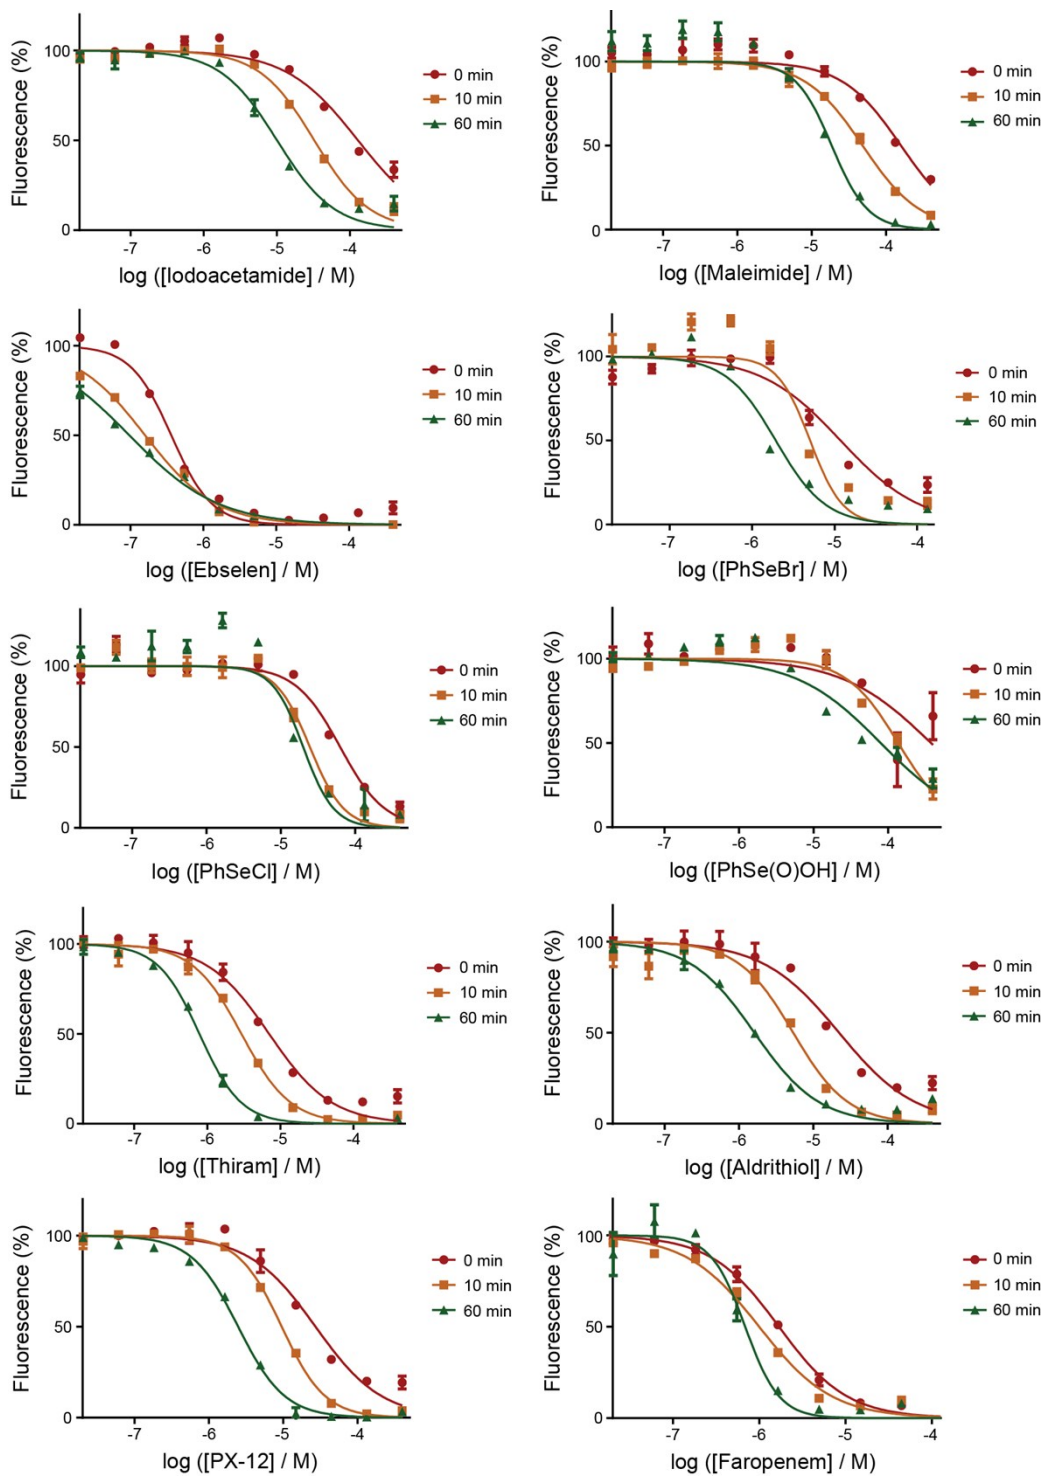 Fluorescence (%)
100
50
0
-7
-6
-5
-4
log ([Iodoacetamide] / M)
0 min
10 min
60 min
Fluorescence (%)
100
50
0
-7
-6
-5
-4
log ([Maleimide] / M)
0 min
10 min
60 min
Fluorescence (%)
100
50
0
-7
-6
-5
-4
log ([Ebselen] / M)
0 min
10 min
60 min
Fluorescence (%)
100
50
0
-7
-6
-5
-4
log ([PhSeBr] / M)
0 min
10 min
60 min
Fluorescence (%)
100
50
0
-7
-6
-5
-4
log ([PhSeCl] / M)
0 min
10 min
60 min
Fluorescence (%)
100
50
0
-7
-6
-5
-4
log ([PhSe(O)OH] / M)
0 min
10 min
60 min
Fluorescence (%)
100
50
0
-7
-6
-5
-4
log ([Thiram] / M)
0 min
10 min
60 min
Fluorescence (%)
100
50
0
-7
-6
-5
-4
log ([Aldrithiol] / M)
0 min
10 min
60 min
Fluorescence (%)
100
50
0
-7
-6
-5
-4
log ([PX-12] / M)
0 min
10 min
60 min
Fluorescence (%)
100
50
0
-7
-6
-5
-4
log ([Faropenem] / M)
0 min
10 min
60 min